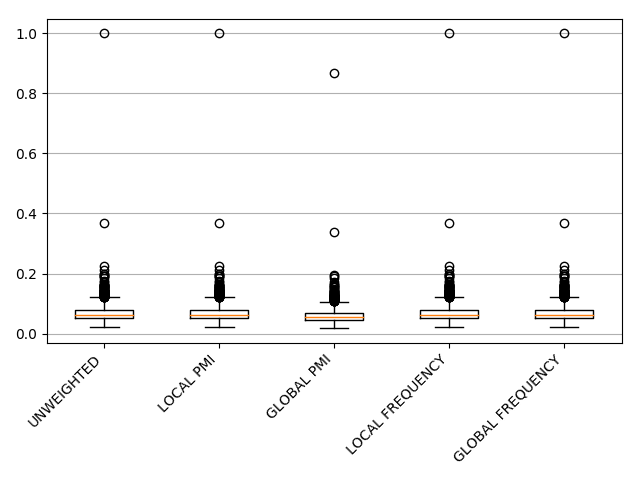 1.0
0.8
0.6
0.4
0.2
0.0
UNWEIGHTED
LOCAL PMI
GLOBAL PMI
LOCAL FREQUENCY
GLOBAL FREQUENCY